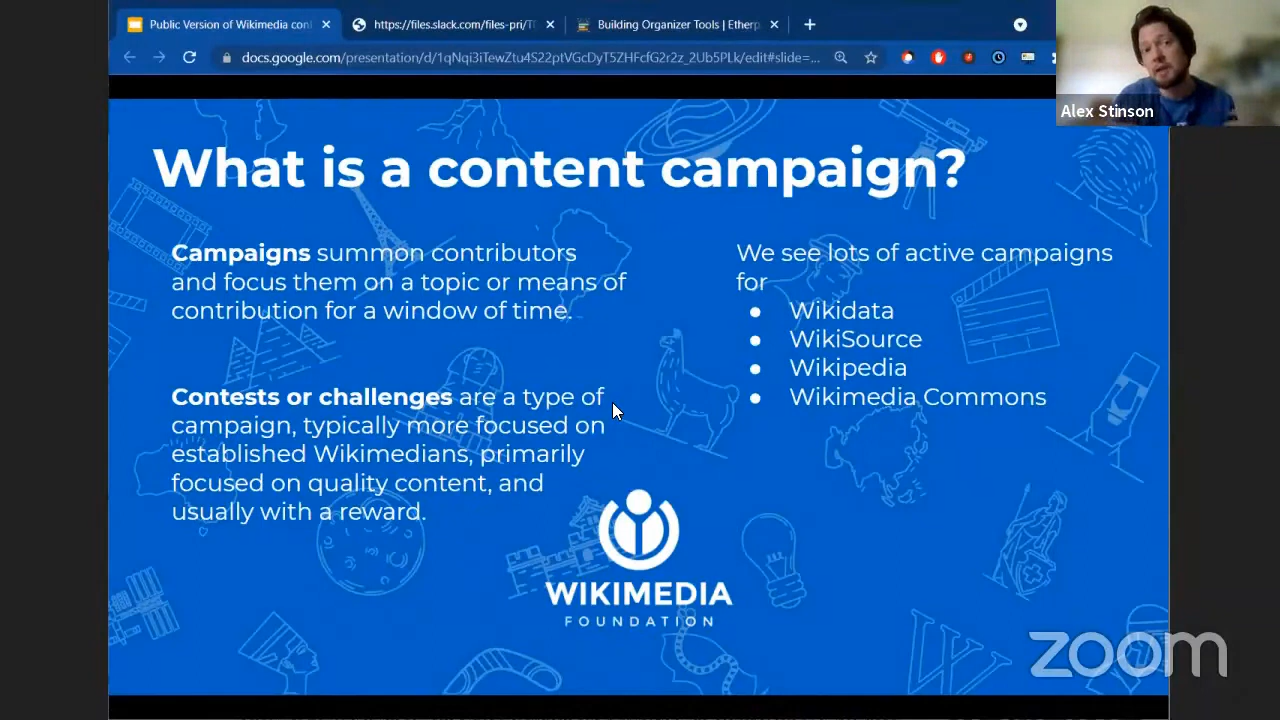 Public Version of Wikimedia con
https://files.slack.com/files-pri/T
Building Organizer Tools | Etherp
docs.google.com/presentation/d/1qNqi3iTewZtu4S22ptVGcDyT5ZHFcfG2r2z_2Ub5PLk/edit#slide=...
Alex Stinson
What is a content campaign?
Campaigns summon contributors
and focus them on a topic or means of
contribution for a window of time.
Contests or challenges are a type of
campaign, typically more focused on
established Wikimedians, primarily
focused on quality content, and
usually with a reward.
We see lots of active campaigns
for
● Wikidata
● WikiSource
● Wikipedia
● Wikimedia Commons
WIKIMEDIA
FOUNDATION
zoom